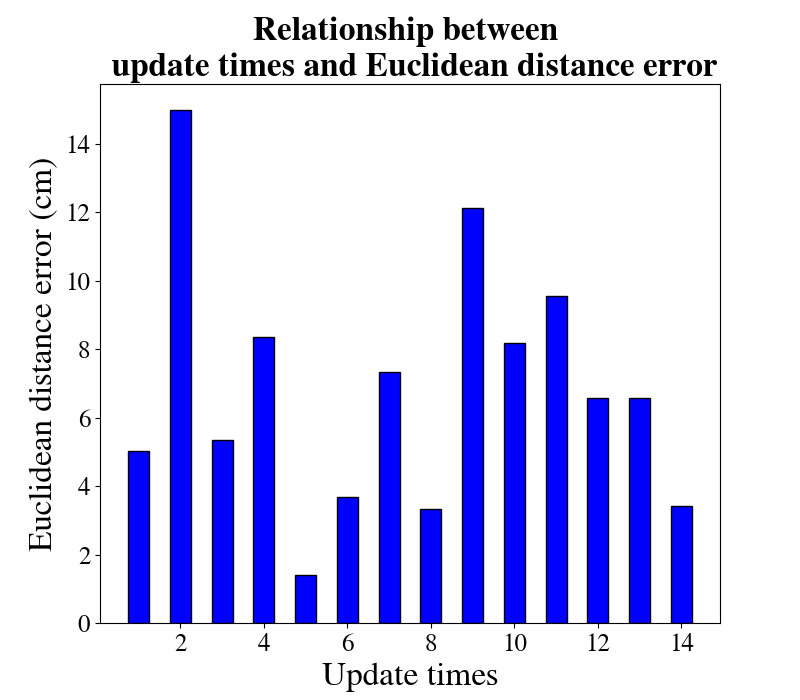 Relationship between
update times and Euclidean distance error
Euclidean distance error (cm)
14
12
10
8
6
4
2
0
2 4 6 8 10 12 14
Update times